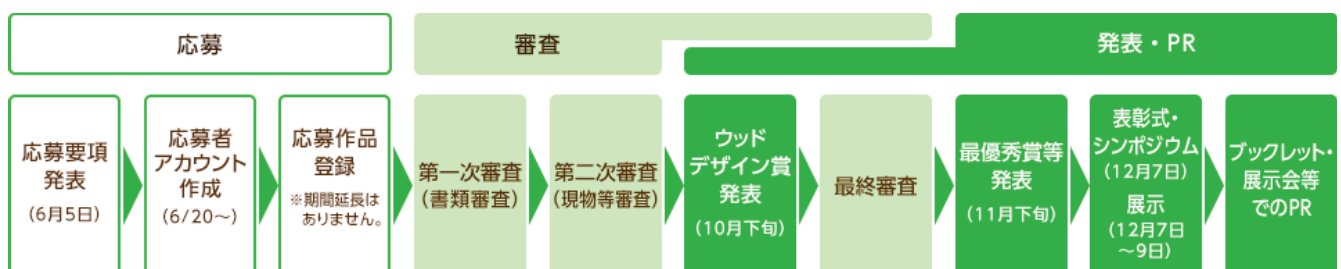 応募
審査
発表・PR
応募要項
発表
(6月5日)
応募者
アカウント
作成
(6/20〜)
応募作品
登録
※期間延長は
ありません。
第一次審査
(書類審査)
第二次審査
(現物等審査)
ウッド
デザイン賞
発表
(10月下旬)
最終審査
最優秀賞等
発表
(11月下旬)
表彰式・
シンポジウム
(12月7日)
展示
(12月7日
〜9日)
ブックレット・
展示会等
でのPR